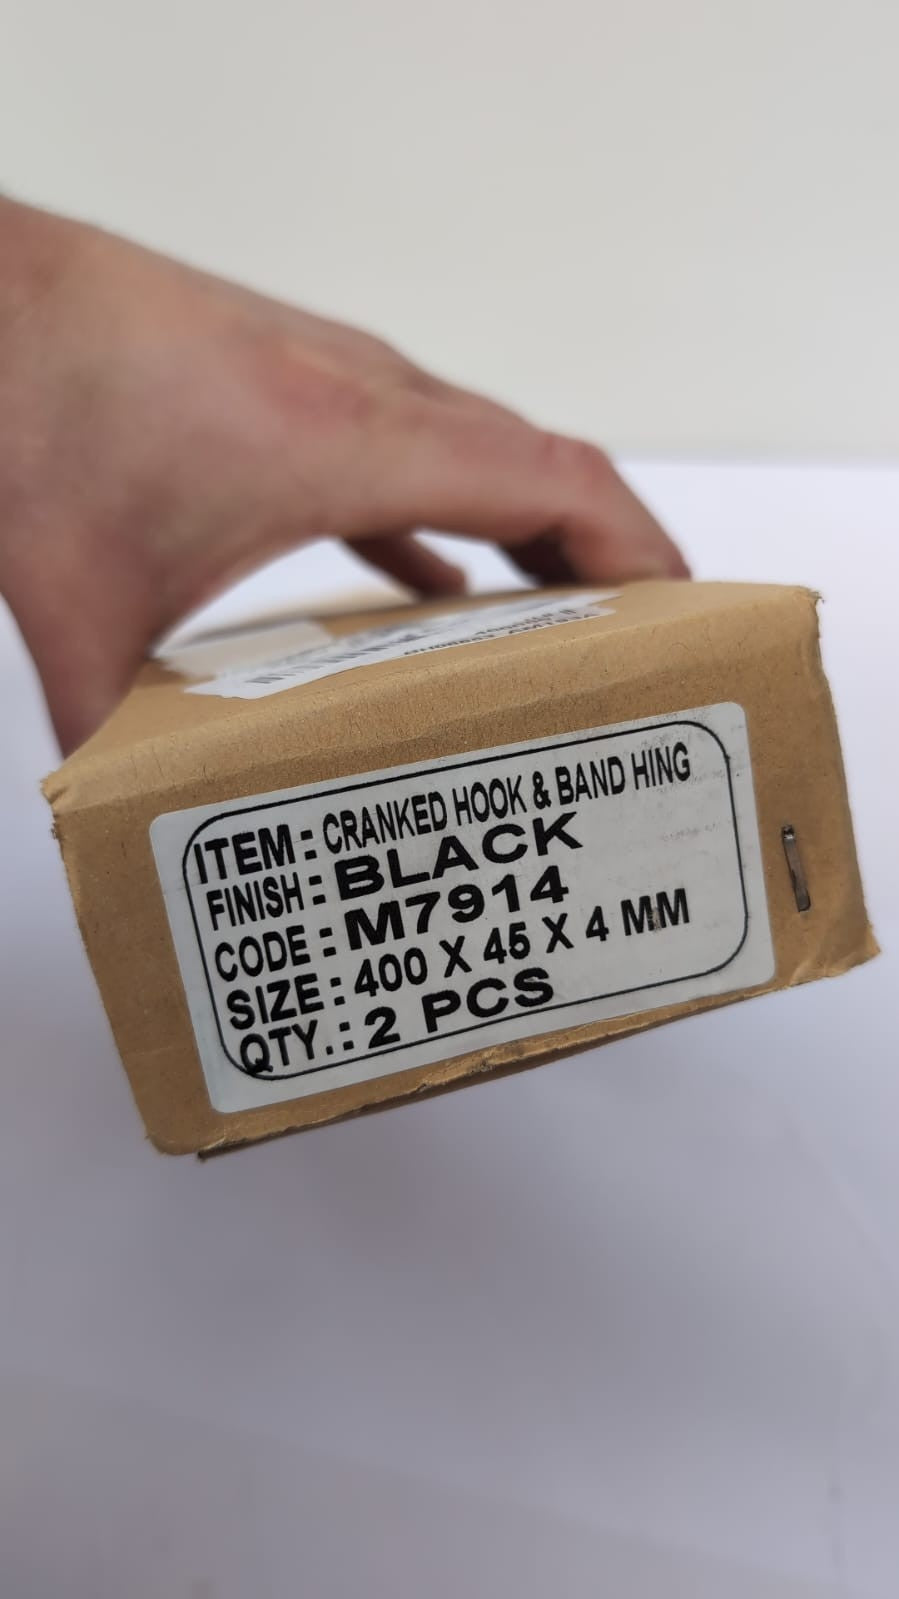 ITEM : CRANKED HOOK & BAND HING
FINISH : BLACK
CODE : M7914
SIZE : 400 X 45 X 4 MM
QTY. : 2 PCS